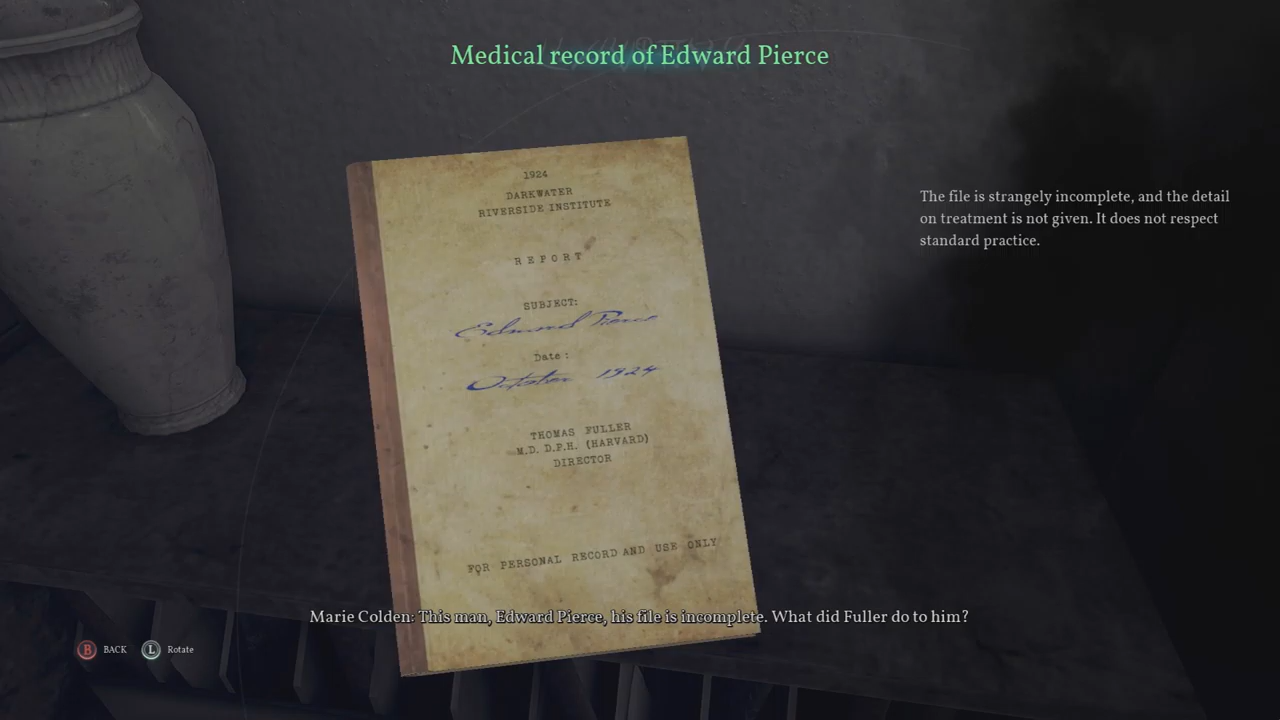 Medical record of Edward Pierce
1924
DARKWATER
RIVERSIDE INSTITUTE
REPORT
SUBJECT:
Edmund Pierce
Date :
October 1924
THOMAS FULLER
M.D. D.P.H. (HARVARD)
DIRECTOR
FOR PERSONAL RECORD AND USE ONLY
The file is strangely incomplete, and the detail
on treatment is not given. It does not respect
standard practice.
Marie Colden: This man, Edward Pierce, his file is incomplete. What did Fuller do to him?
B BACK L Rotate